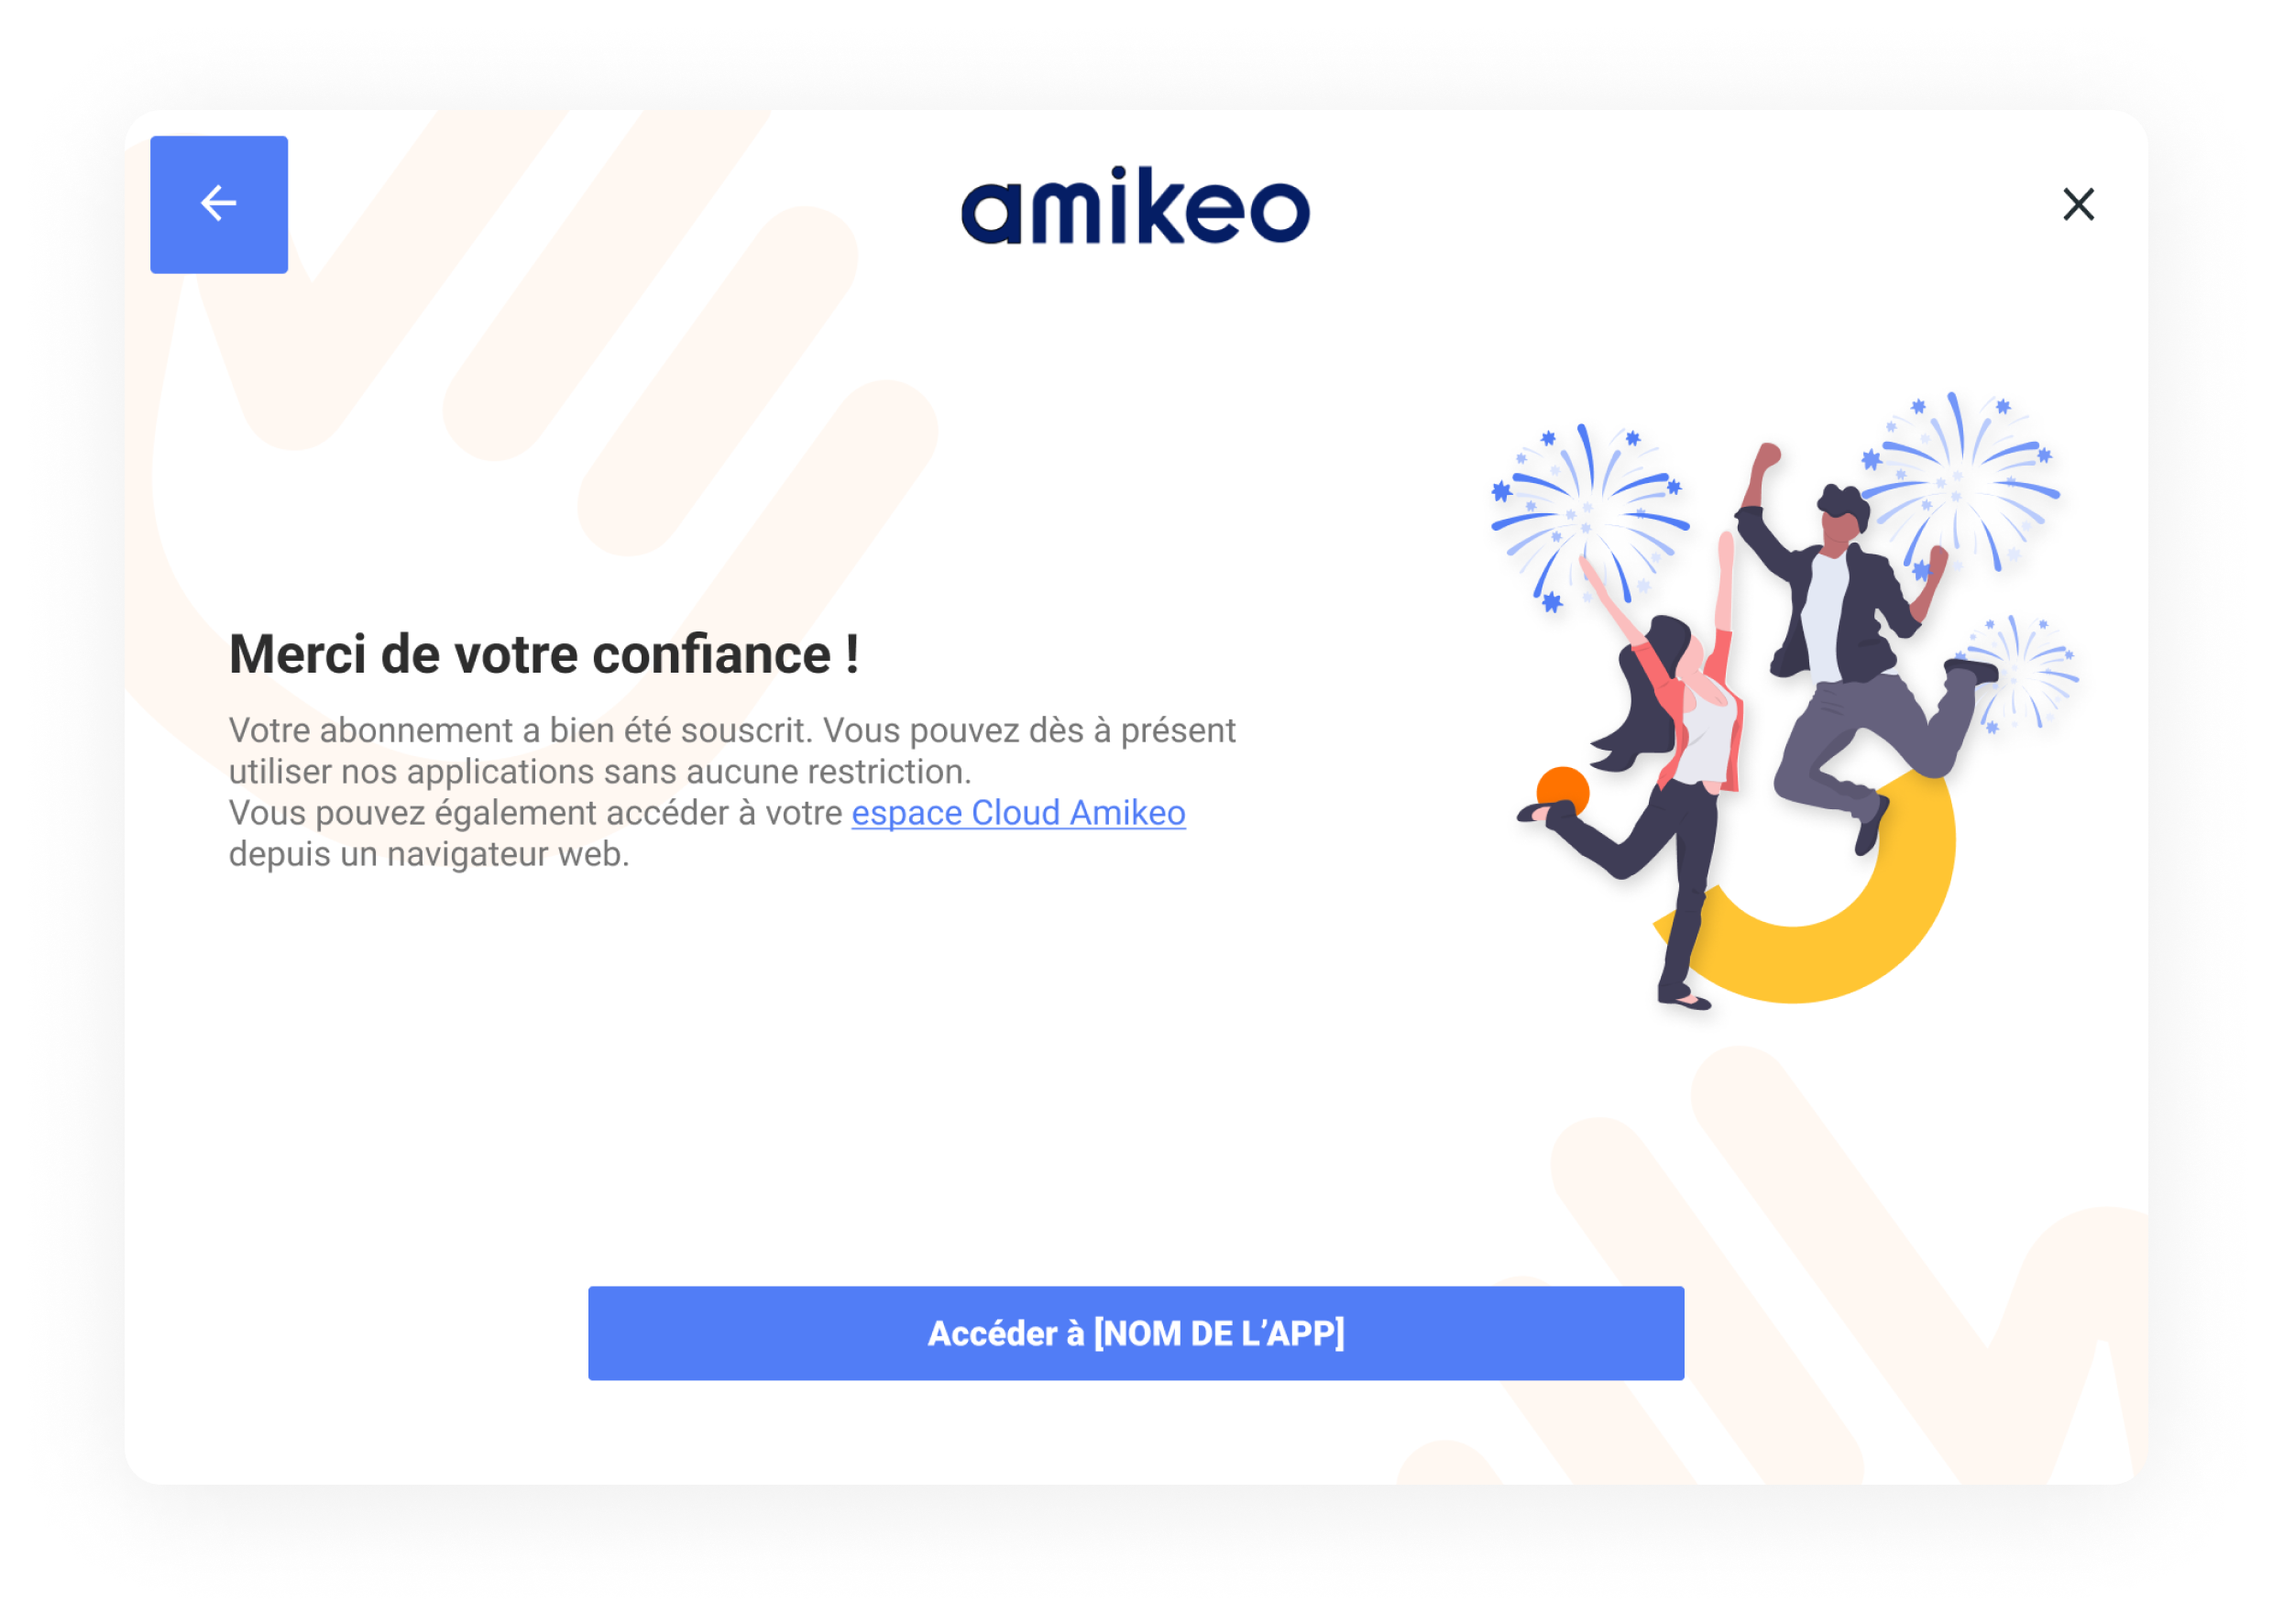 amikeo
Merci de votre confiance !
Votre abonnement a bien été souscrit. Vous pouvez dès à présent
utiliser nos applications sans aucune restriction.
Vous pouvez également accéder à votre espace Cloud Amikeo
depuis un navigateur web.
Accéder à [NOM DE L’APP]